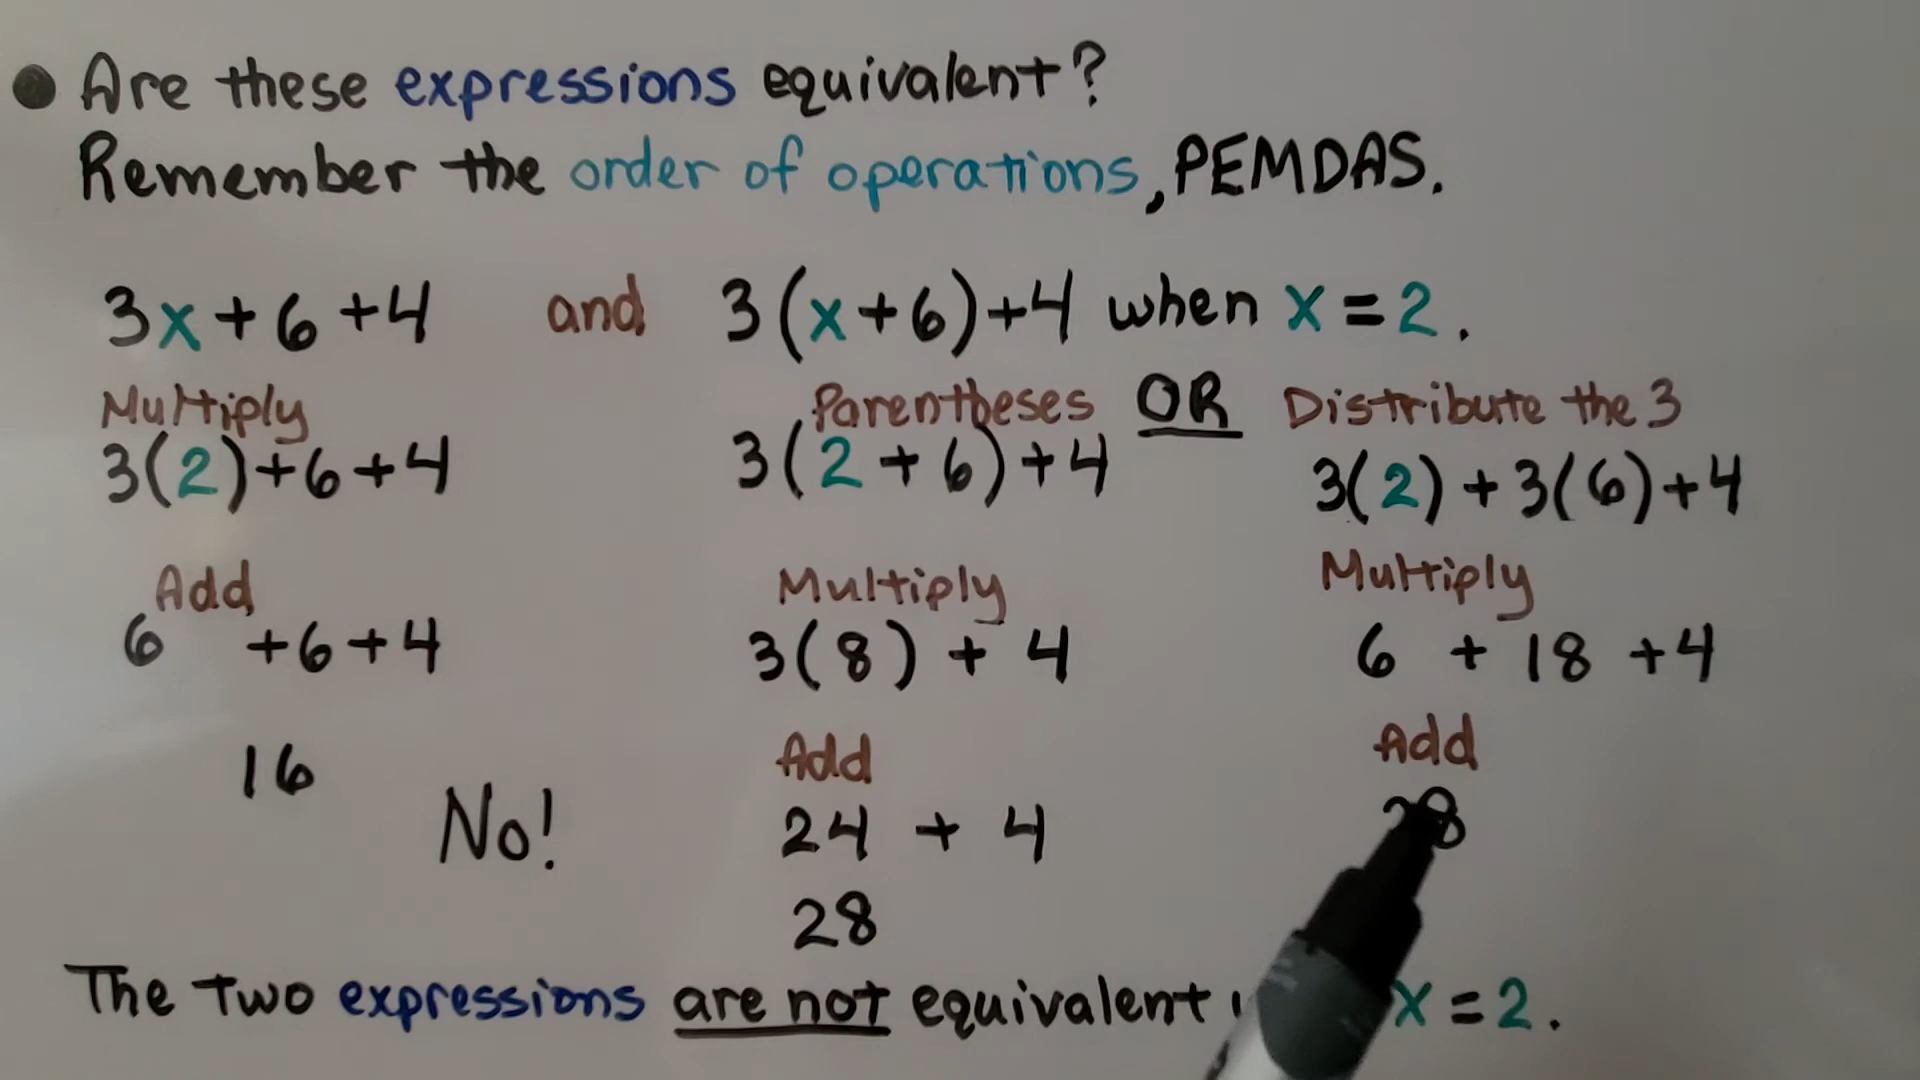 Are these expressions equivalent?
Remember the order of operations, PEMDAS.
3x + 6 + 4 and 3(x + 6) + 4 when x = 2.
Multiply Parentheses OR Distribute the 3
3(2) + 6 + 4 3(2 + 6) + 4 3(2) + 3(6) + 4
Add Multiply Multiply
6 + 6 + 4 3(8) + 4 6 + 18 + 4
16 Add Add
No! 24 + 4 28
28
The two expressions are not equivalent x = 2.